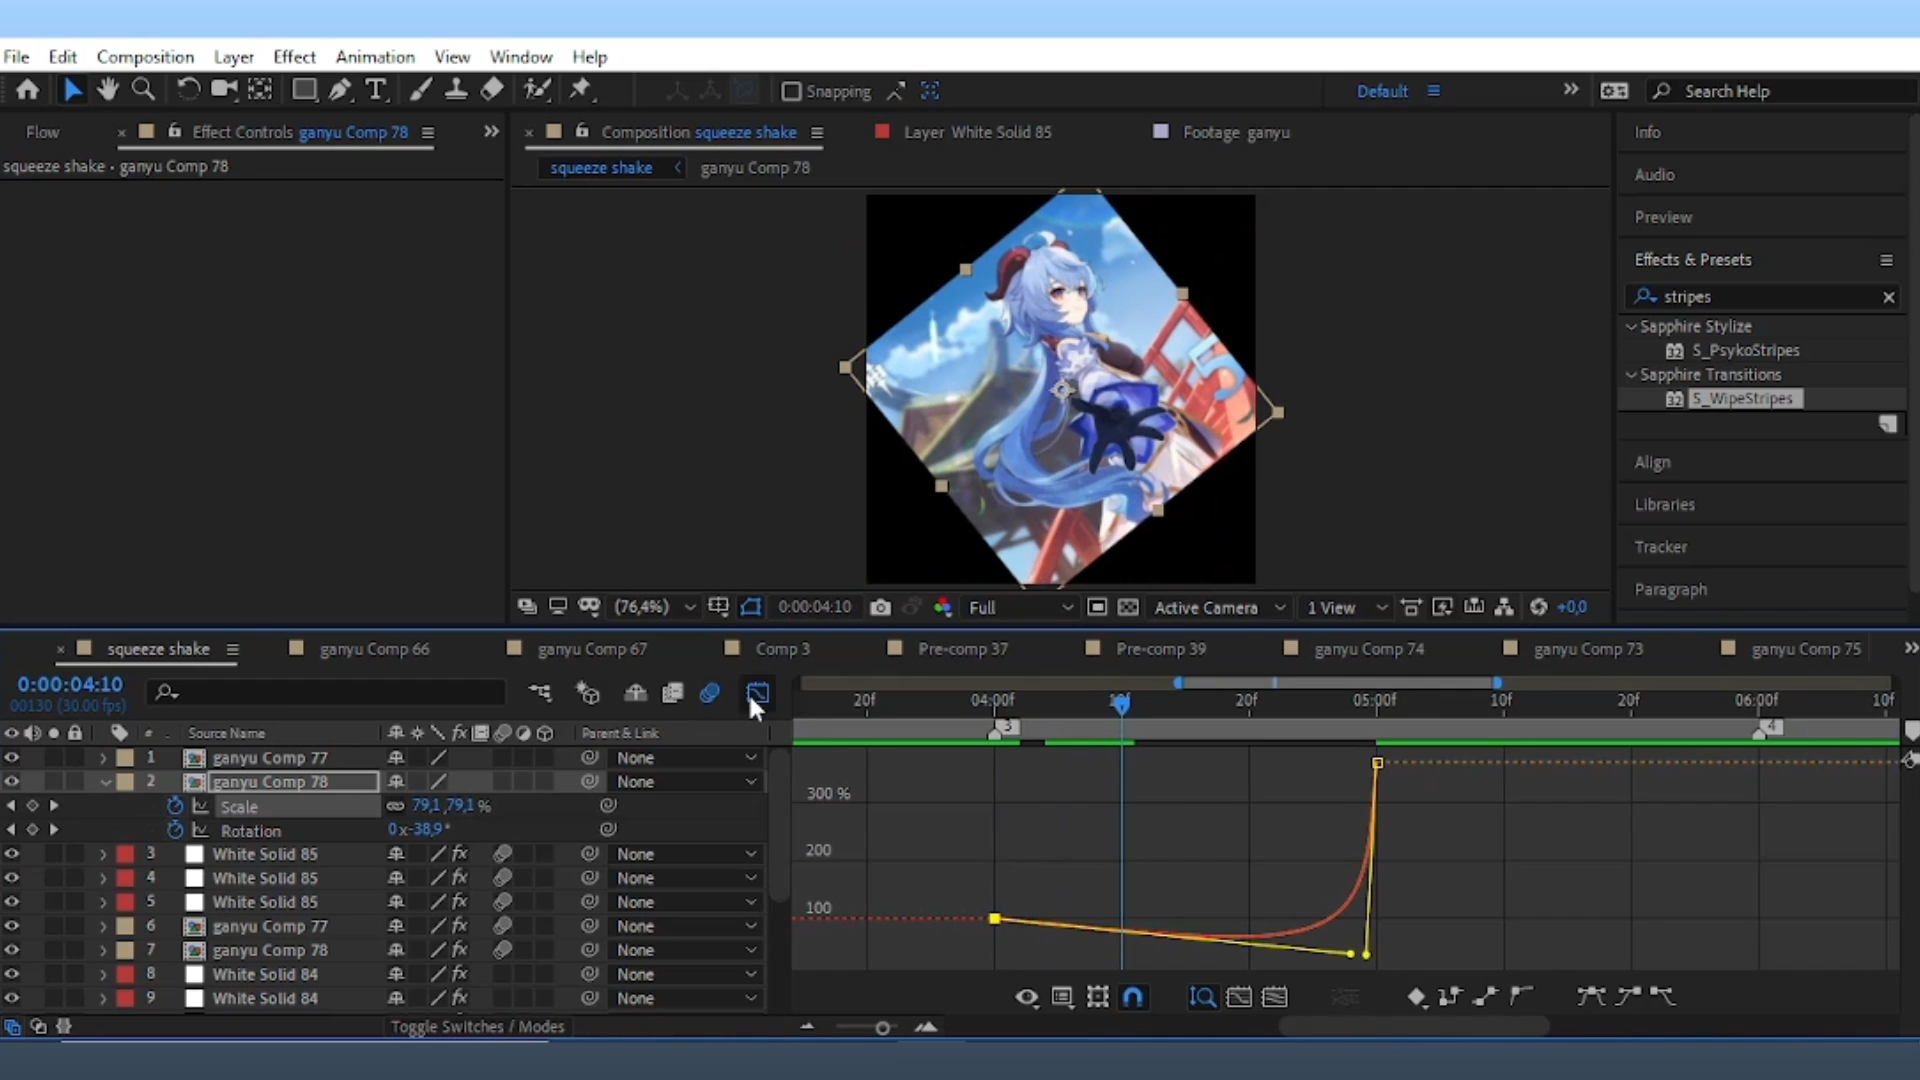 File Edit Composition Layer Effect Animation View Window Help
Snapping Default Search Help
Flow × Effect Controls ganyu Comp 78 × Composition squeeze shake Layer White Solid 85 Footage ganyu Info
squeeze shake • ganyu Comp 78 squeeze shake ganyu Comp 78
Audio
Preview
Effects & Presets
stripes
Sapphire Stylize
S_PsykoStripes
Sapphire Transitions
S_WipeStripes
Align
Libraries
Tracker
Paragraph
(76,4%) 0:00:04:10 Full Active Camera 1 View +0,0
× squeeze shake ganyu Comp 66 ganyu Comp 67 Comp 3 Pre-comp 37 Pre-comp 39 ganyu Comp 74 ganyu Comp 73 ganyu Comp 75
0:00:04:10
00130 (30.00 fps)
20f 04:00f 20f 05:00f 10f 20f 06:00f 10f
3 4
# Source Name Parent & Link
1 ganyu Comp 77 None
2 ganyu Comp 78 None
Scale 79,1,79,1 %
Rotation 0x-38,9°
3 White Solid 85 None
4 White Solid 85 None
5 White Solid 85 None
6 ganyu Comp 77 None
7 ganyu Comp 78 None
8 White Solid 84 None
9 White Solid 84 None
300 %
200
100
Toggle Switches / Modes